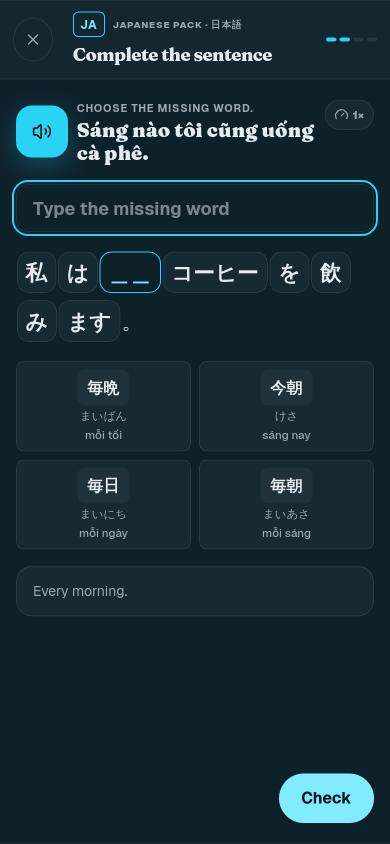 JA JAPANESE PACK · 日本語
Complete the sentence
CHOOSE THE MISSING WORD.
1×
Sáng nào tôi cũng uống
cà phê.
Type the missing word
私 は __ コーヒー を 飲
み ます 。
毎晩
まいばん
mỗi tối
今朝
けさ
sáng nay
毎日
まいにち
mỗi ngày
毎朝
まいあさ
mỗi sáng
Every morning.
Check